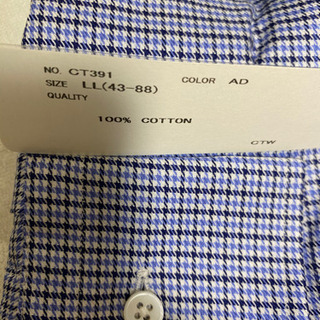 NO. CT391 COLOR AD
SIZE LL(43-88)
QUALITY
100% COTTON
CTW